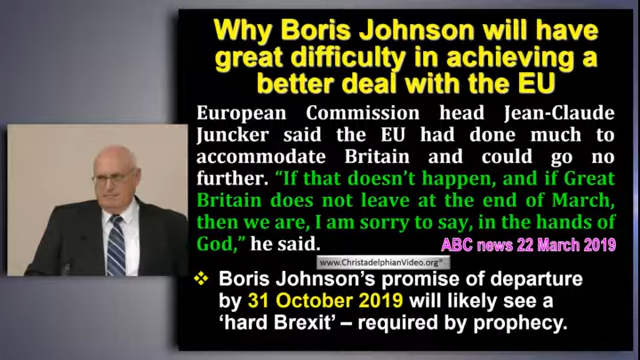 Why Boris Johnson will have
great difficulty in achieving a
better deal with the EU
European Commission head Jean-Claude
Juncker said the EU had done much to
accommodate Britain and could go no
further. “If that doesn't happen, and if Great
Britain does not leave at the end of March,
then we are, I am sorry to say, in the hands of
God,” he said. ABC news 22 March 2019
www.ChristadelphianVideo.org
❖ Boris Johnson's promise of departure
by 31 October 2019 will likely see a
‘hard Brexit’ – required by prophecy.